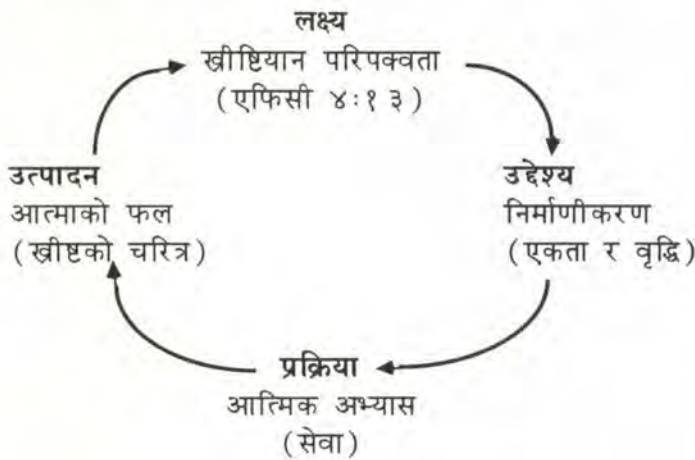 लक्ष्य
ख्रीष्टियान परिपक्वता
(एफिसी ४:१३)
उत्पादन
आत्माको फल
(ख्रीष्टको चरित्र)
उद्देश्य
निर्माणीकरण
(एकता र वृद्धि)
प्रक्रिया
आत्मिक अभ्यास
(सेवा)